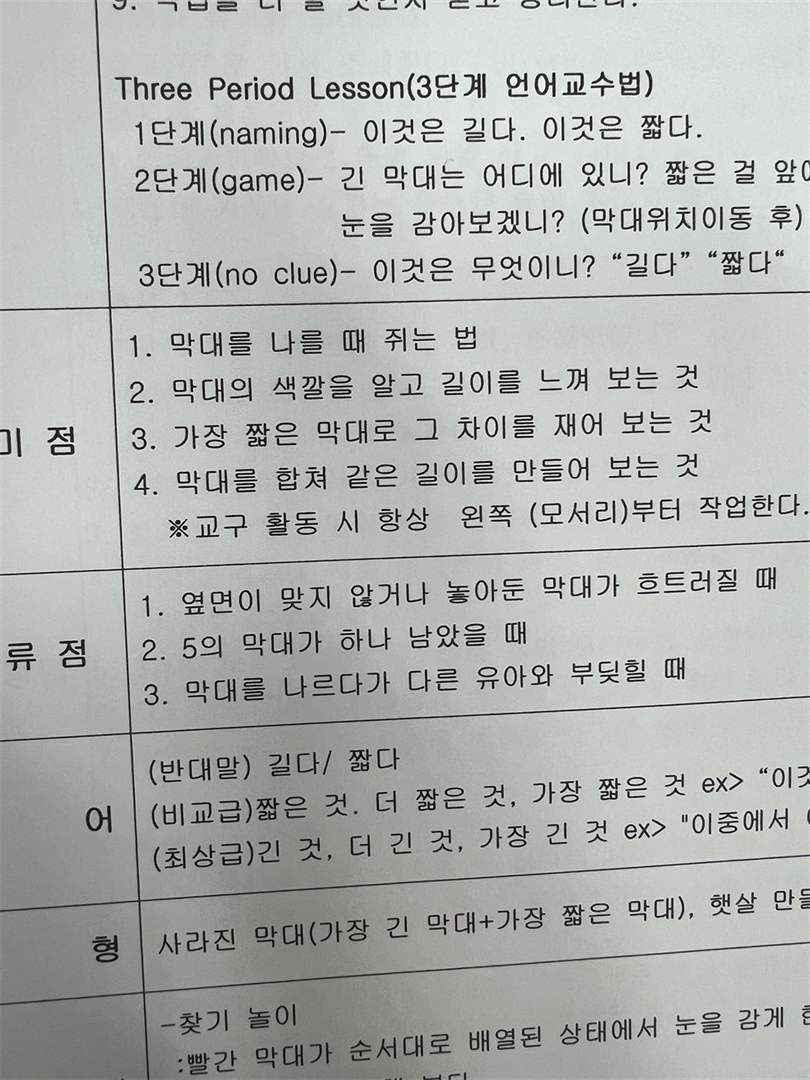 Three Period Lesson(3단계 언어교수법)
1단계(naming)- 이것은 길다. 이것은 짧다.
2단계(game)- 긴 막대는 어디에 있니? 짧은 걸
눈을 감아보겠니? (막대위치이동 후)
3단계(no clue)- 이것은 무엇이니? “길다” “짧다“
점
1. 막대를 나를 때 쥐는 법
2. 막대의 색깔을 알고 길이를 느껴 보는 것
3. 가장 짧은 막대로 그 차이를 재어 보는 것
4. 막대를 합쳐 같은 길이를 만들어 보는 것
※교구 활동 시 항상 왼쪽 (모서리)부터 작업한다.
류 점
1. 옆면이 맞지 않거나 놓아둔 막대가 흐트러질 때
2. 5의 막대가 하나 남았을 때
3. 막대를 나르다가 다른 유아와 부딪힐 때
어
(반대말) 길다/ 짧다
(비교급)짧은 것. 더 짧은 것, 가장 짧은 것 ex>
(최상급)긴 것, 더 긴 것, 가장 긴 것 ex> "이중에서
형
사라진 막대(가장 긴 막대+가장 짧은 막대), 햇살
-찾기 놀이
:빨간 막대가 순서대로 배열된 상태에서 눈을 감게